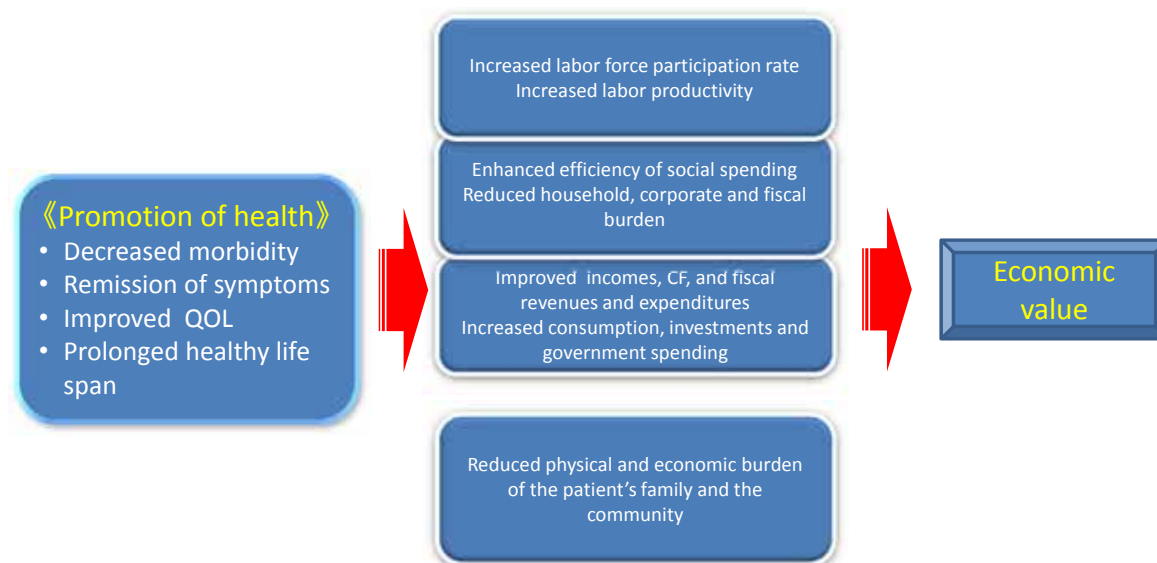 《Promotion of health》
• Decreased morbidity
• Remission of symptoms
• Improved QOL
• Prolonged healthy life
span
Increased labor force participation rate
Increased labor productivity
Enhanced efficiency of social spending
Reduced household, corporate and fiscal
burden
Improved incomes, CF, and fiscal
revenues and expenditures
Increased consumption, investments and
government spending
Reduced physical and economic burden
of the patient’s family and the
community
Economic
value